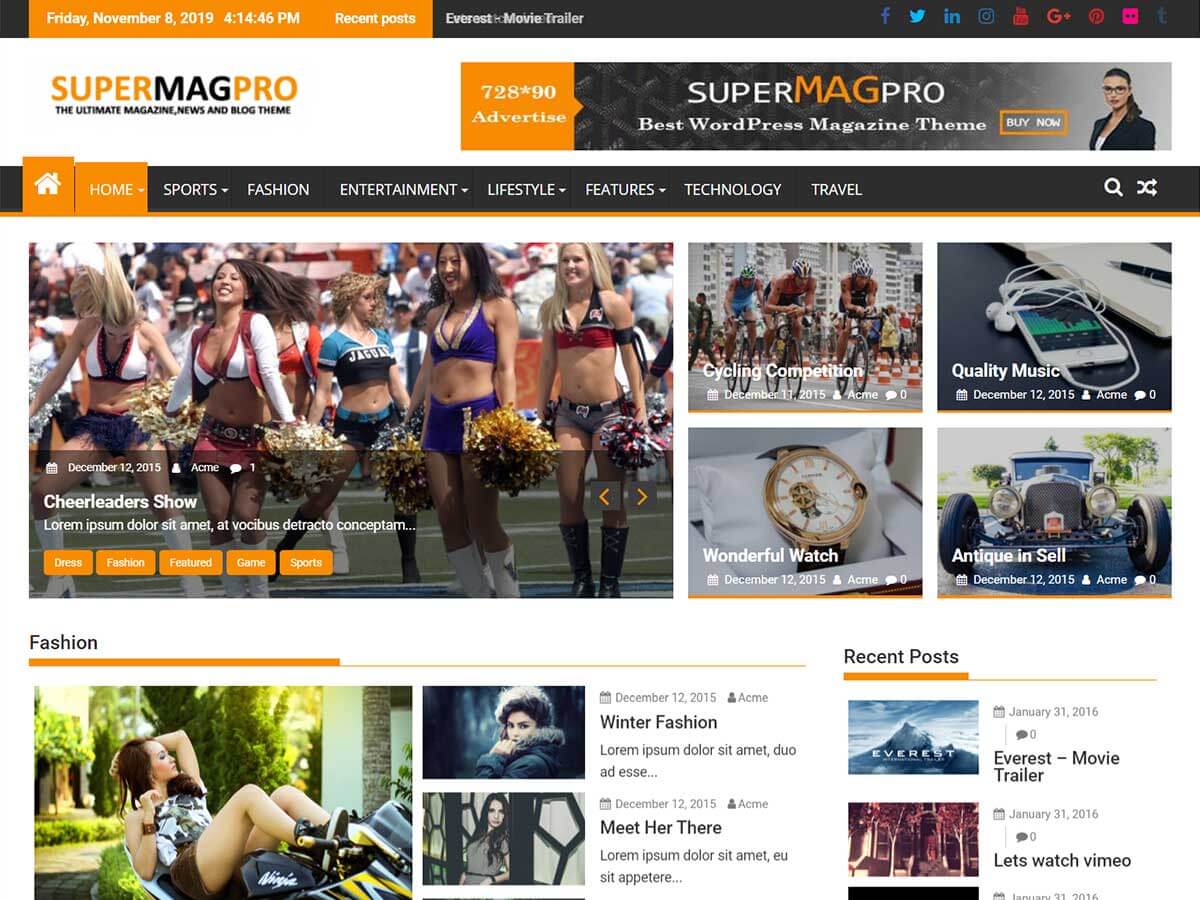 Friday, November 8, 2019 4:14:46 PM
Recent posts
Everest - Movie Trailer
SUPERMAGPRO
THE ULTIMATE MAGAZINE,NEWS AND BLOG THEME
728*90
Advertise
SUPERMAGPRO
Best WordPress Magazine Theme
BUY NOW
HOME SPORTS FASHION ENTERTAINMENT LIFESTYLE FEATURES TECHNOLOGY TRAVEL
JAGUAR
December 12, 2015 Acme 1
Cheerleaders Show
Lorem ipsum dolor sit amet, at vocibus detracto conceptam...
Dress Fashion Featured Game Sports
Cycling Competition
December 11, 2015 Acme 0
Quality Music
December 12, 2015 Acme 0
Wonderful Watch
December 12, 2015 Acme 0
Antique in Sell
December 12, 2015 Acme 0
Fashion
Ninja
December 12, 2015 Acme
Winter Fashion
Lorem ipsum dolor sit amet, duo
ad esse...
December 12, 2015 Acme
Meet Her There
Lorem ipsum dolor sit amet, eu
sit appetere...
Recent Posts
EVEREST
INTERNATIONAL TRAILER
January 31, 2016
0
Everest – Movie
Trailer
January 31, 2016
0
Lets watch vimeo
January 31, 2016